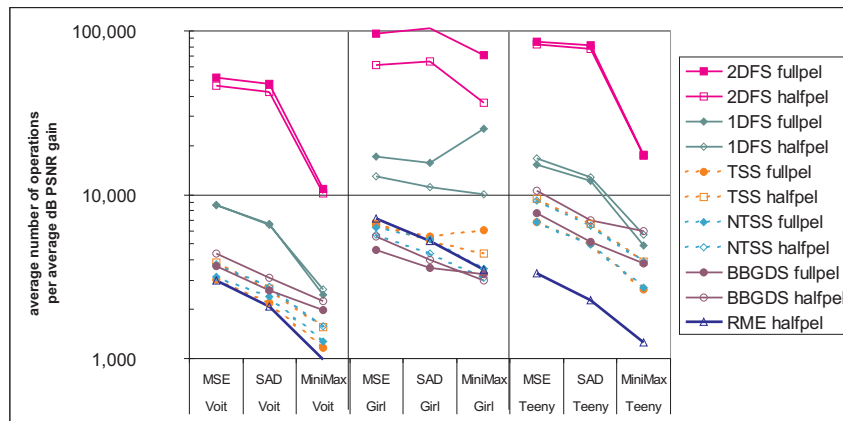 100,000
10,000
1,000
average number of operations
per average dB PSNR gain
MSE SAD MiniMax MSE SAD MiniMax MSE SAD MiniMax
Voit Voit Voit Girl Girl Girl Teeny Teeny Teeny
2DFS fullpel
2DFS halfpel
1DFS fullpel
1DFS halfpel
TSS fullpel
TSS halfpel
NTSS fullpel
NTSS halfpel
BBGDS fullpel
BBGDS halfpel
RME halfpel